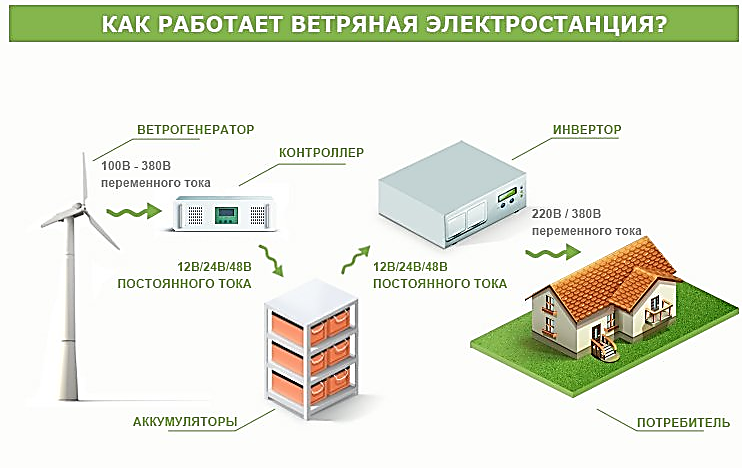 КАК РАБОТАЕТ ВЕТРЯНАЯ ЭЛЕКТРОСТАНЦИЯ?
ВЕТРОГЕНЕРАТОР
100В - 380В
переменного тока
КОНТРОЛЛЕР
ИНВЕРТОР
12В/24В/48В
ПОСТОЯННОГО ТОКА
12В/24В/48В
ПОСТОЯННОГО ТОКА
220В / 380В
переменного тока
АККУМУЛЯТОРЫ
ПОТРЕБИТЕЛЬ